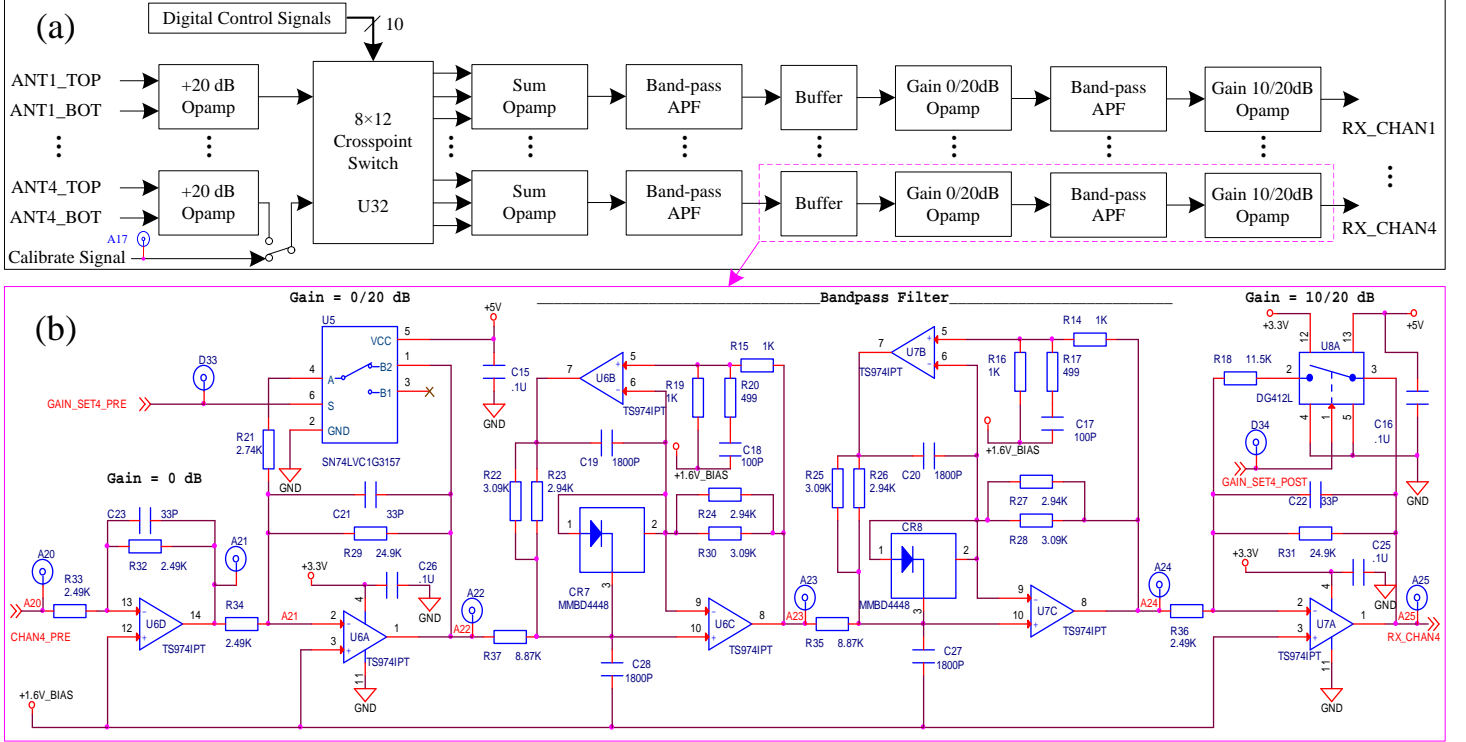 (a)
Digital Control Signals
10
ANT1_TOP
ANT1_BOT
+20 dB
Opamp
8×12
Crosspoint
Switch
U32
Sum
Opamp
Band-pass
APF
Buffer
Gain 0/20dB
Opamp
Band-pass
APF
Gain 10/20dB
Opamp
RX_CHAN1
ANT4_TOP
ANT4_BOT
+20 dB
Opamp
A17
Calibrate Signal
Sum
Opamp
Band-pass
APF
Buffer
Gain 0/20dB
Opamp
Band-pass
APF
Gain 10/20dB
Opamp
RX_CHAN4
(b)
Gain = 0/20 dB
Bandpass Filter
Gain = 10/20 dB
U5
VCC
5
A
4
B2
1
B1
3
S
6
GND
2
SN74LVC1G3157
+5V
C15
.1U
GND
GND
D33
GAIN_SET4_PRE
R21
2.74K
Gain = 0 dB
C23
33P
R32
2.49K
A20
A20
R33
2.49K
CHAN4_PRE
13
12
14
U6D
TS974IPT
A21
R34
2.49K
A21
+1.6V_BIAS
C21
33P
R29
24.9K
+3.3V
C26
.1U
GND
2
3
4
1
11
U6A
TS974IPT
GND
A22
A22
R37
8.87K
7
5
6
U6B
TS974IPT
R15
1K
R19
1K
R20
499
C18
100P
+1.6V_BIAS
C19
1800P
R22
3.09K
R23
2.94K
R24
2.94K
R30
3.09K
1
2
3
CR7
MMBD4448
C28
1800P
9
10
8
U6C
TS974IPT
A23
A23
R35
8.87K
7
5
6
U7B
TS974IPT
R14
1K
R16
1K
R17
499
C17
100P
+1.6V_BIAS
C20
1800P
R25
3.09K
R26
2.94K
R27
2.94K
R28
3.09K
CR8
1
2
3
MMBD4448
C27
1800P
9
10
8
U7C
TS974IPT
A24
A24
R36
2.49K
+3.3V
12
13
U8A
+5V
R18
11.5K
2
3
DG412L
4
1
5
C16
.1U
GND
D34
GAIN_SET4_POST
C22
33P
R31
24.9K
+3.3V
C25
.1U
GND
2
3
4
1
11
U7A
TS974IPT
GND
A25
A25
RX_CHAN4